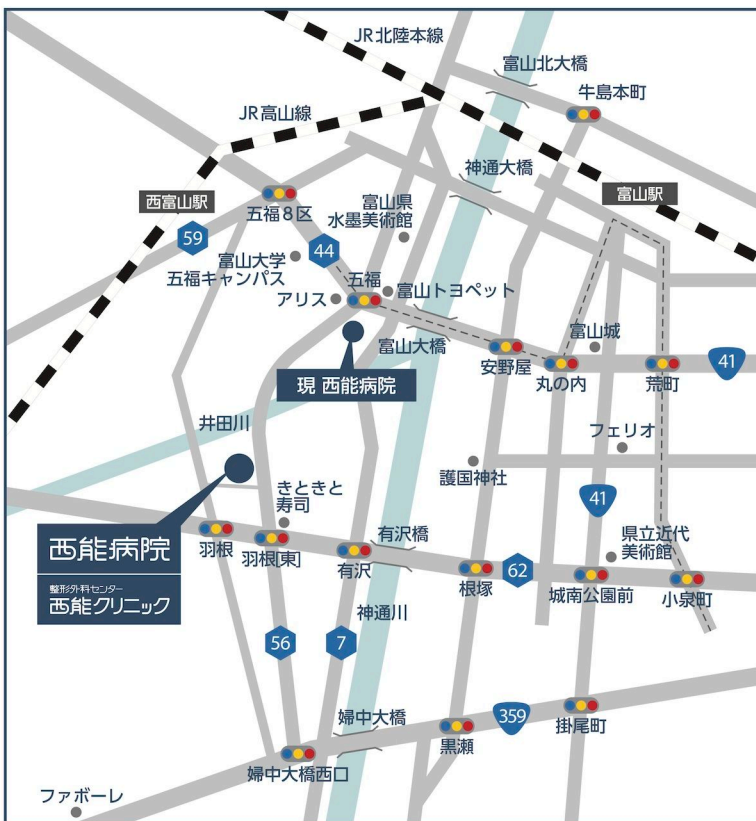 JR北陸本線
富山北大橋
牛島本町
JR高山線
神通大橋
西富山駅
富山駅
五福8区
富山県
水墨美術館
59
44
富山大学
五福キャンパス
五福
アリス
富山トヨペット
富山大橋
富山城
安野屋
丸の内
荒町
41
現 西能病院
井田川
フェリオ
護国神社
きときと
寿司
41
西能病院
整形外科センター
西能クリニック
羽根
羽根[東]
有沢橋
有沢
県立近代
美術館
62
根塚
城南公園前
小泉町
神通川
56
7
婦中大橋
359
掛尾町
黒瀬
婦中大橋西口
ファボーレ